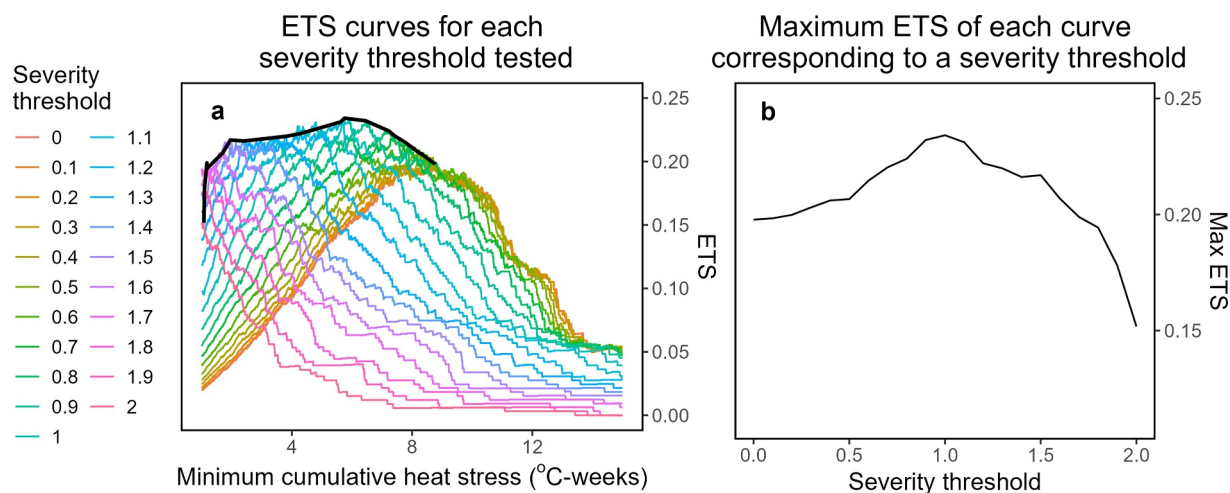 ETS curves for each
severity threshold tested
Maximum ETS of each curve
corresponding to a severity threshold
Severity
threshold
0 1.1
0.1 1.2
0.2 1.3
0.3 1.4
0.4 1.5
0.5 1.6
0.6 1.7
0.7 1.8
0.8 1.9
0.9 2
1
a
0.25
0.20
0.15
0.10
0.05
0.00
ETS
4 8 12
Minimum cumulative heat stress (°C-weeks)
b
0.25
0.20
0.15
Max ETS
0.0 0.5 1.0 1.5 2.0
Severity threshold